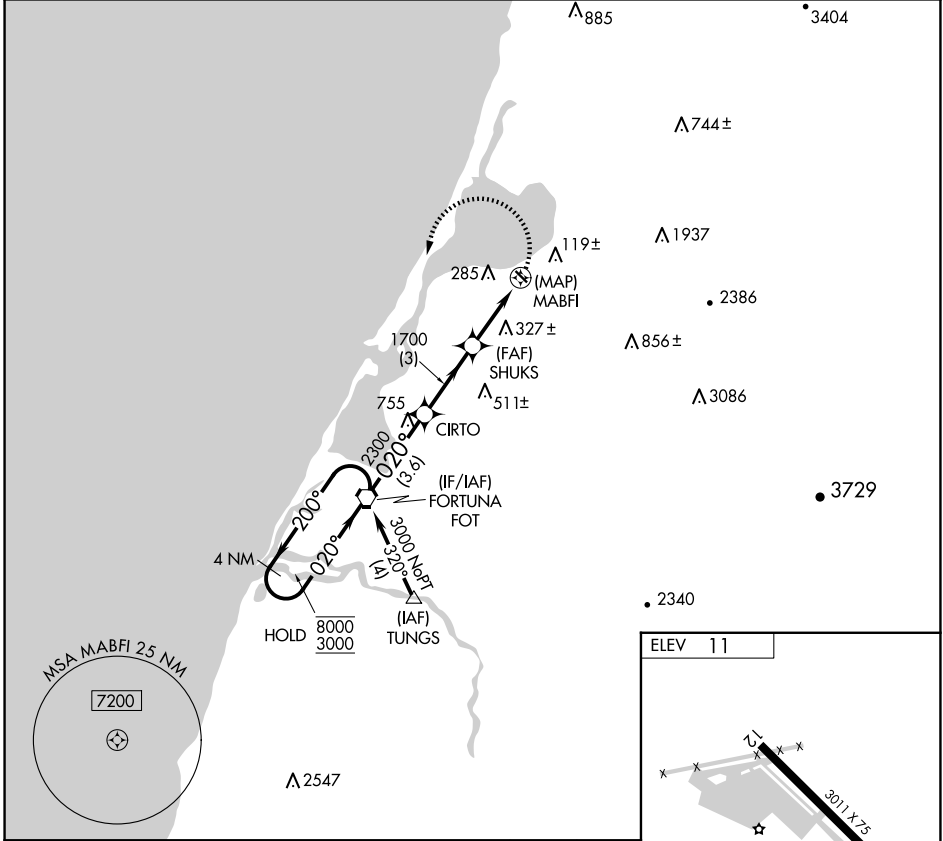 885
3404
744±
1937
119±
285
(MAP)
MABFI
2386
327±
1700
(3)
(FAF)
SHUKS
856±
511±
3086
755
CIRTO
2300
020°
(3.6)
(IF/IAF)
FORTUNA
FOT
3729
200°
020°
4 NM
3000 NoPT
320°
(4)
(IAF)
TUNGS
HOLD
8000
3000
2340
MSA MABFI 25 NM
7200
2547
ELEV 11
12
3011 X 75